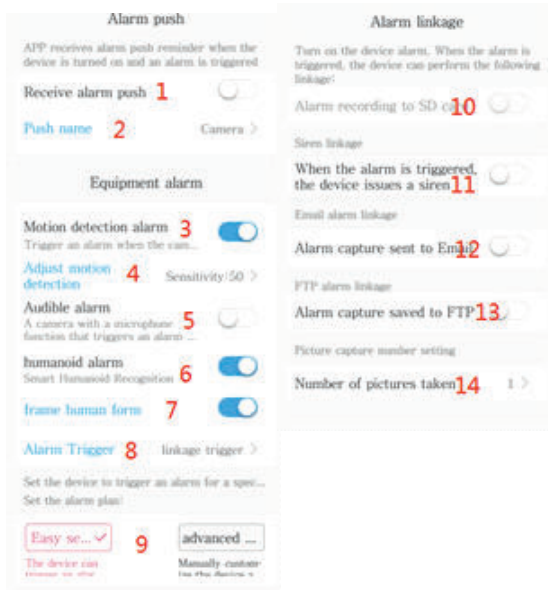 Alarm push
APP receives alarm push reminder when the
device is turned on and an alarm is triggered
Receive alarm push 1
Push name 2 Camera >
Equipment alarm
Motion detection alarm 3
Trigger an alarm when the cam...
Adjust motion
detection 4 Sensitivity:50 >
Audible alarm
A camera with a microphone 5
function that triggers an alarm ...
humanoid alarm
Smart Humanoid Recognition 6
frame human form 7
Alarm Trigger 8 linkage trigger >
Set the device to trigger an alarm for a spec...
Set the alarm plan:
Easy se... ✓ 9 advanced ...
The device can Manually custom-
ize the device a
Alarm linkage
Turn on the device alarm. When the alarm is
triggered, the device can perform the following
linkage:
Alarm recording to SD 10
Siren linkage
When the alarm is triggered,
the device issues a siren 11
Email alarm linkage
Alarm capture sent to Email 12
FTP alarm linkage
Alarm capture saved to FTP 13
Picture capture number setting
Number of pictures taken 14 1 >